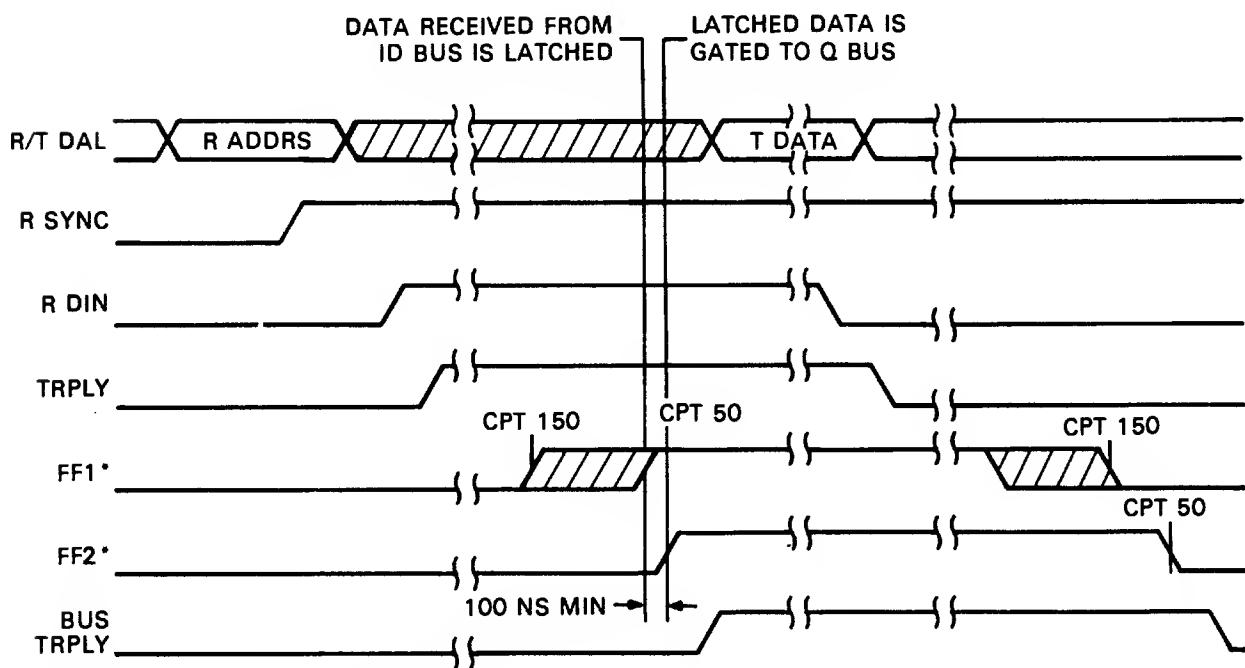 DATA RECEIVED FROM
ID BUS IS LATCHED
LATCHED DATA IS
GATED TO Q BUS
R/T DAL
R ADDRS
T DATA
R SYNC
R DIN
TRPLY
CPT 150
CPT 50
CPT 150
FF1*
CPT 50
FF2*
100 NS MIN
BUS
TRPLY